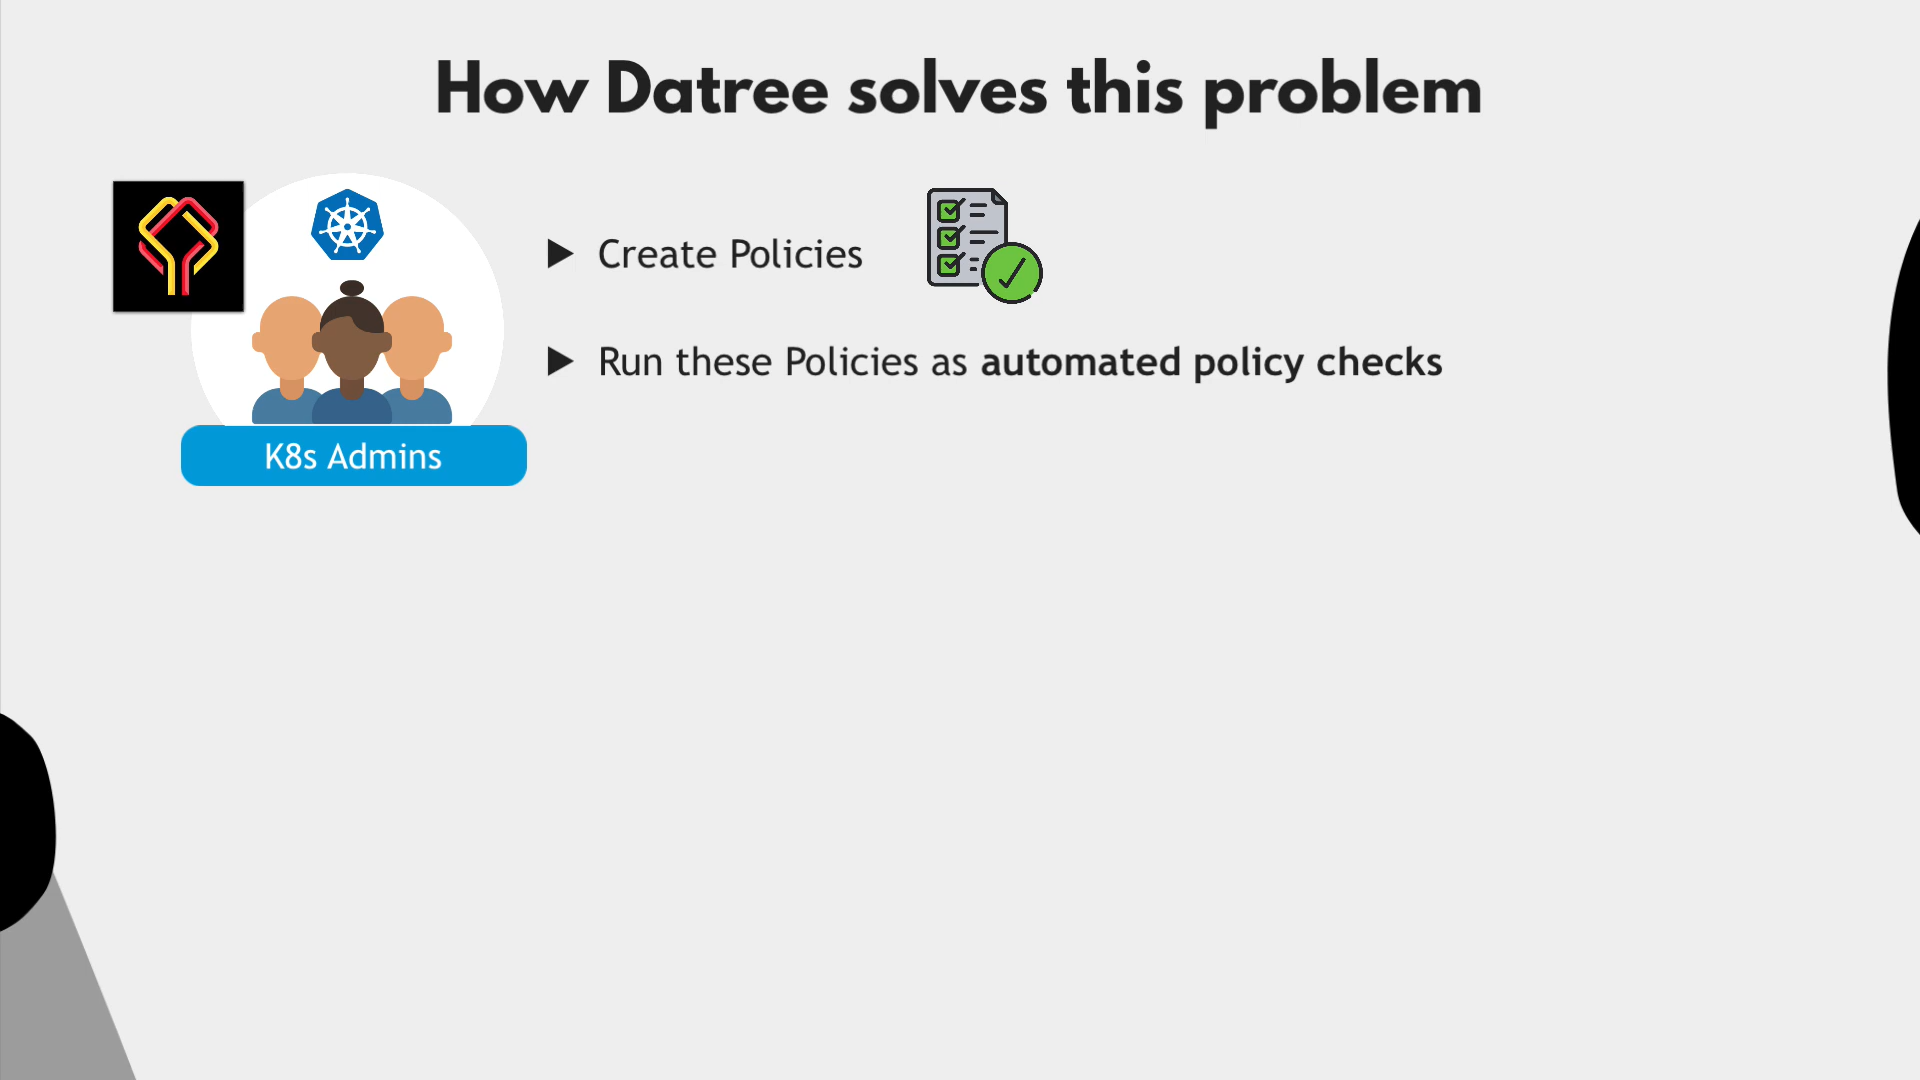 How Datree solves this problem
Create Policies
Run these Policies as automated policy checks
K8s Admins